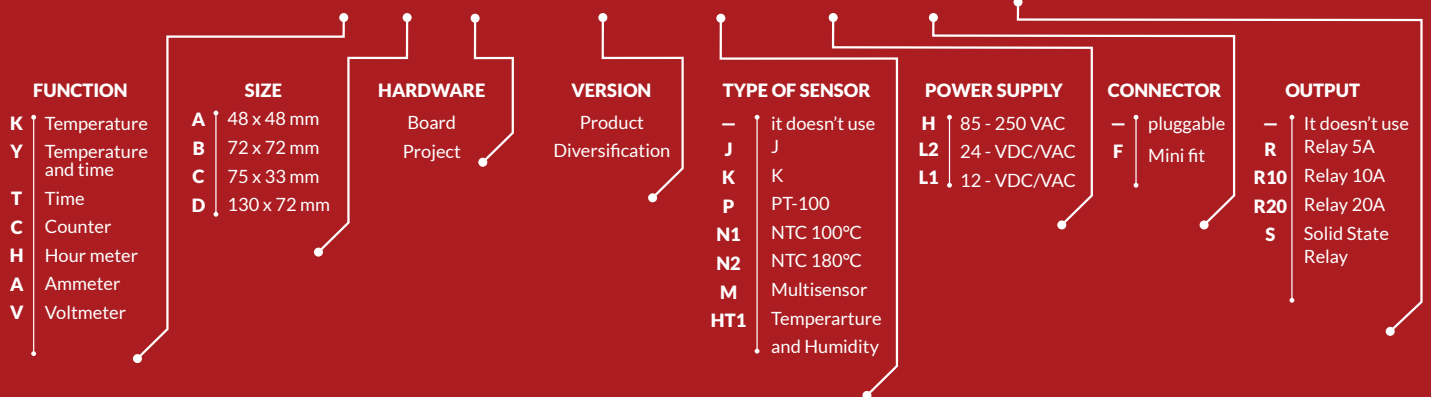 FUNCTION
K Temperature
Y Temperature
and time
T Time
C Counter
H Hour meter
A Ammeter
V Voltmeter
SIZE
A 48 x 48 mm
B 72 x 72 mm
C 75 x 33 mm
D 130 x 72 mm
HARDWARE
Board
Project
VERSION
Product
Diversification
TYPE OF SENSOR
— it doesn't use
J J
K K
P PT-100
N1 NTC 100°C
N2 NTC 180°C
M Multisensor
HT1 Temperarture
and Humidity
POWER SUPPLY
H 85 - 250 VAC
L2 24 - VDC/VAC
L1 12 - VDC/VAC
CONNECTOR
— pluggable
F Mini fit
OUTPUT
— It doesn't use
R Relay 5A
R10 Relay 10A
R20 Relay 20A
S Solid State
Relay